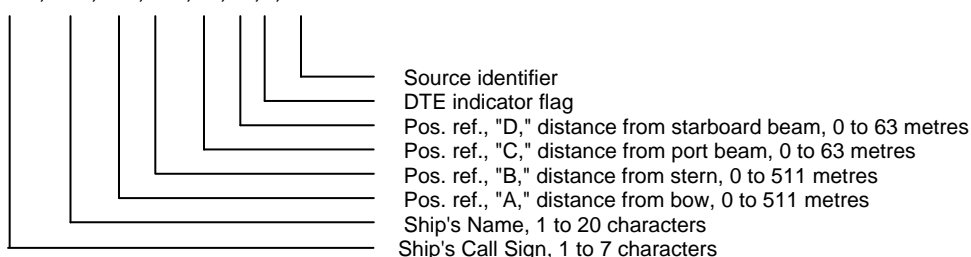 Source identifier
DTE indicator flag
Pos. ref., "D," distance from starboard beam, 0 to 63 metres
Pos. ref., "C," distance from port beam, 0 to 63 metres
Pos. ref., "B," distance from stern, 0 to 511 metres
Pos. ref., "A," distance from bow, 0 to 511 metres
Ship's Name, 1 to 20 characters
Ship's Call Sign, 1 to 7 characters